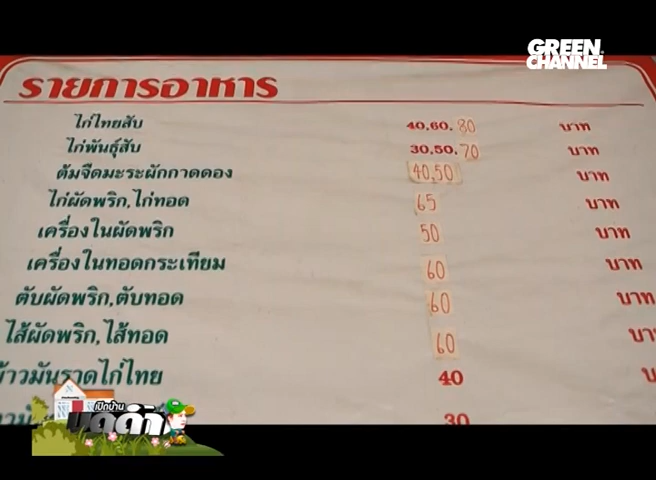 GREEN
CHANNEL
รายการอาหาร
ไก่ไทยสับ 40,60.80 บาท
ไก่พันธุ์สับ 30,50.70 บาท
ต้มจืดมะระผักกาดดอง 40,50 บาท
ไก่ผัดพริก,ไก่ทอด 65 บาท
เครื่องในผัดพริก 50 บาท
เครื่องในทอดกระเทียม 60 บาท
ตับผัดพริก,ตับทอด 60 บาท
ไส้ผัดพริก,ไส้ทอด 60 บา
ข้าวมันราดไก่ไทย 40 บ
30
เปิดบ้าน